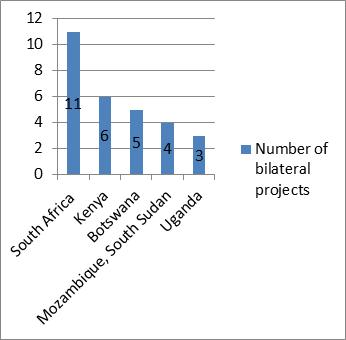 12
10
8
6
4
2
0
11
6
5
4
3
South Africa
Kenya
Botswana
Mozambique, South Sudan
Uganda
Number of
bilateral
projects